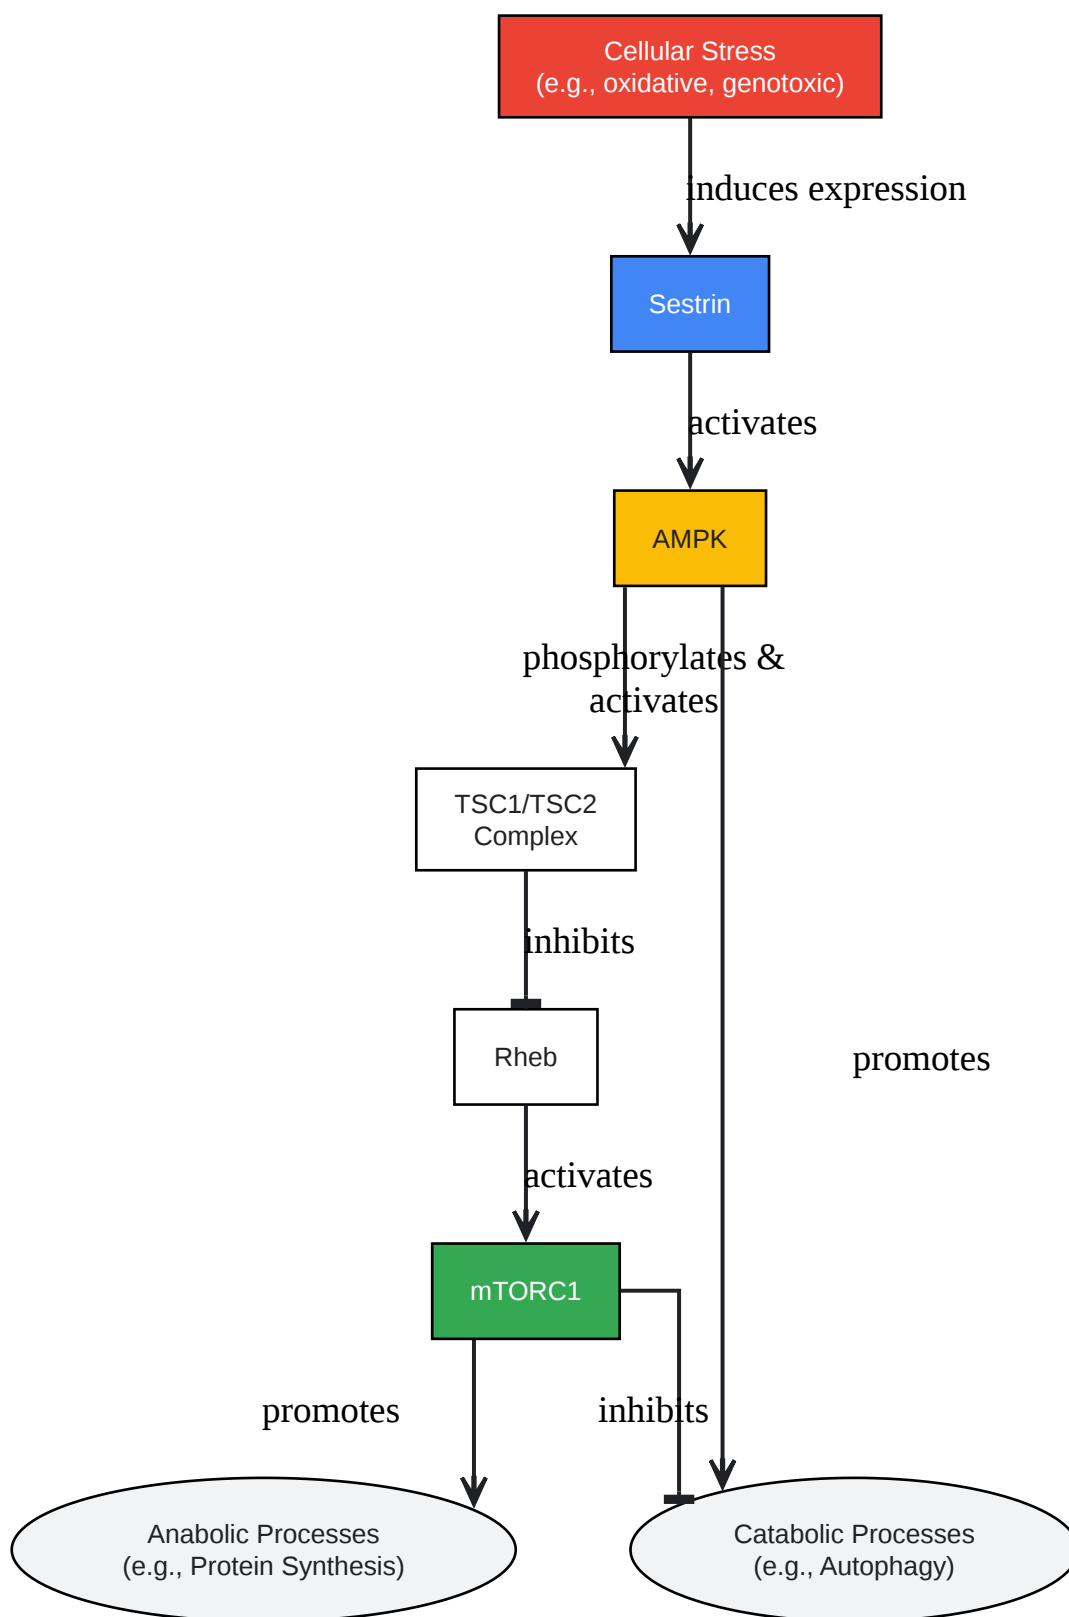 Cellular Stress
(e.g., oxidative, genotoxic)
induces expression
Sestrin
activates
AMPK
phosphorylates &
activates
TSC1/TSC2
Complex
inhibits
Rheb
promotes
activates
mTORC1
promotes
inhibits
Anabolic Processes
(e.g., Protein Synthesis)
Catabolic Processes
(e.g., Autophagy)